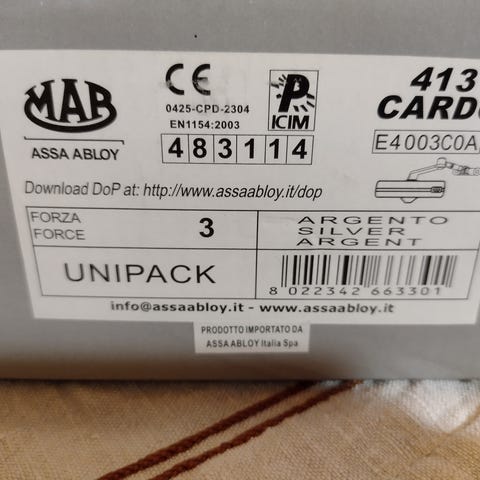 MAB
ASSA ABLOY
CE
0425-CPD-2304
EN1154:2003
P
ICIM
483114
413
CARDO
E4003C0A
Download DoP at: http://www.assaabloy.it/dop
FORZA
FORCE
3
ARGENTO
SILVER
ARGENT
UNIPACK
8 022342 663301
info@assaabloy.it - www.assaabloy.it
PRODOTTO IMPORTATO DA
ASSA ABLOY Italia Spa